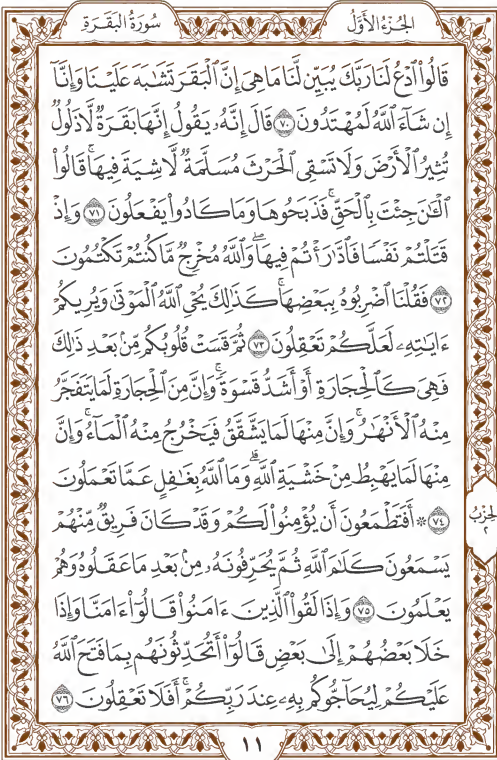 الجُزْءُ الأَوَّلُ سُورَةُ البَقَرَةِ
قَالُوا۟ ٱدْعُ لَنَا رَبَّكَ يُبَيِّن لَّنَا مَا هِىَ إِنَّ ٱلْبَقَرَ تَشَٰبَهَ عَلَيْنَا وَإِنَّآ
إِن شَآءَ ٱللَّهُ لَمُهْتَدُونَ ٧٠ قَالَ إِنَّهُۥ يَقُولُ إِنَّهَا بَقَرَةٌ لَّا ذَلُولٌ
تُثِيرُ ٱلْأَرْضَ وَلَا تَسْقِى ٱلْحَرْثَ مُسَلَّمَةٌ لَّا شِيَةَ فِيهَاۚ قَالُوا۟
ٱلْـَٰٔنَ جِئْتَ بِٱلْحَقِّۚ فَذَبَحُوهَا وَمَا كَادُوا۟ يَفْعَلُونَ ٧١ وَإِذْ
قَتَلْتُمْ نَفْسًا فَٱدَّٰرَْٰٔتُمْ فِيهَاۖ وَٱللَّهُ مُخْرِجٌ مَّا كُنتُمْ تَكْتُمُونَ
٧٢ فَقُلْنَا ٱضْرِبُوهُ بِبَعْضِهَاۚ كَذَٰلِكَ يُحْىِ ٱللَّهُ ٱلْمَوْتَىٰ وَيُرِيكُمْ
ءَايَٰتِهِۦ لَعَلَّكُمْ تَعْقِلُونَ ٧٣ ثُمَّ قَسَتْ قُلُوبُكُم مِّنۢ بَعْدِ ذَٰلِكَ
فَهِىَ كَٱلْحِجَارَةِ أَوْ أَشَدُّ قَسْوَةًۚ وَإِنَّ مِنَ ٱلْحِجَارَةِ لَمَا يَتَفَجَّرُ
مِنْهُ ٱلْأَنْهَٰرُۚ وَإِنَّ مِنْهَا لَمَا يَشَّقَّقُ فَيَخْرُجُ مِنْهُ ٱلْمَآءُۚ وَإِنَّ
مِنْهَا لَمَا يَهْبِطُ مِنْ خَشْيَةِ ٱللَّهِۗ وَمَا ٱللَّهُ بِغَٰفِلٍ عَمَّا تَعْمَلُونَ
٧٤ ۞ أَفَتَطْمَعُونَ أَن يُؤْمِنُوا۟ لَكُمْ وَقَدْ كَانَ فَرِيقٌ مِّنْهُمْ
الحِزْبُ
٢
يَسْمَعُونَ كَلَٰمَ ٱللَّهِ ثُمَّ يُحَرِّفُونَهُۥ مِنۢ بَعْدِ مَا عَقَلُوهُ وَهُمْ
يَعْلَمُونَ ٧٥ وَإِذَا لَقُوا۟ ٱلَّذِينَ ءَامَنُوا۟ قَالُوٓا۟ ءَامَنَّا وَإِذَا
خَلَا بَعْضُهُمْ إِلَىٰ بَعْضٍ قَالُوٓا۟ أَتُحَدِّثُونَهُم بِمَا فَتَحَ ٱللَّهُ
عَلَيْكُمْ لِيُحَآجُّوكُم بِهِۦ عِندَ رَبِّكُمْۚ أَفَلَا تَعْقِلُونَ ٧٦
١١